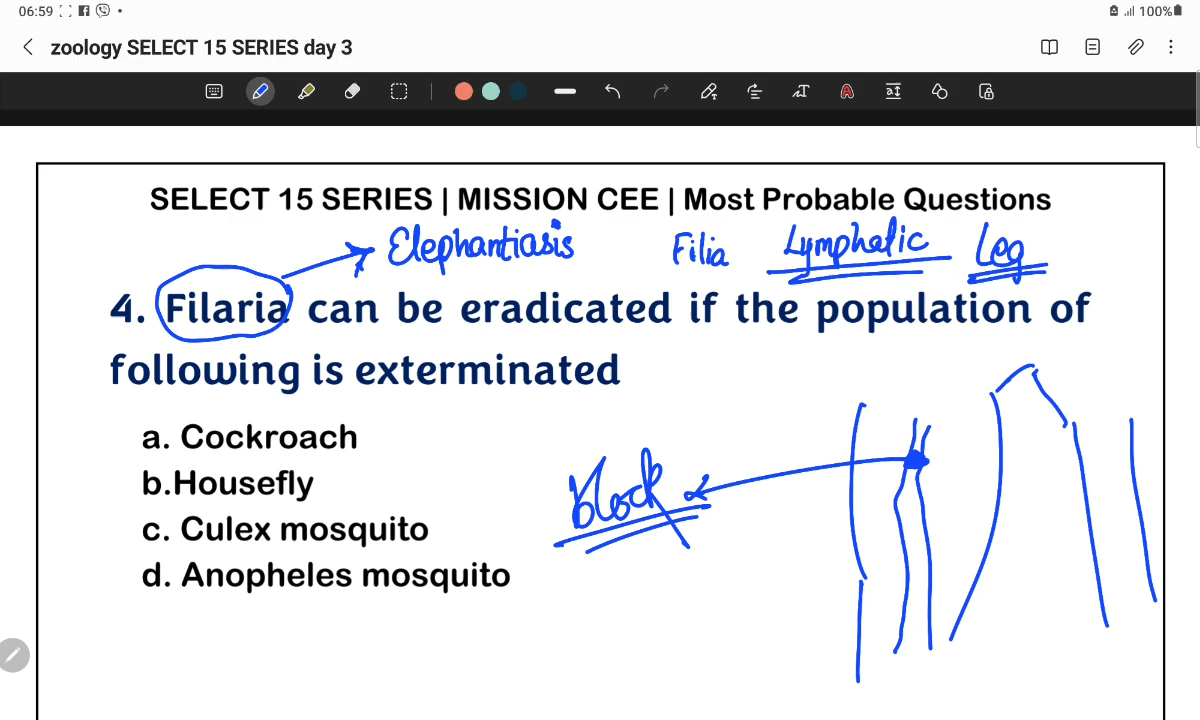 06:59
100%
zoology SELECT 15 SERIES day 3
SELECT 15 SERIES | MISSION CEE | Most Probable Questions
Elephantiasis Filia Lymphatic Leg
4. Filaria can be eradicated if the population of
following is exterminated
a. Cockroach
b.Housefly
c. Culex mosquito
d. Anopheles mosquito
block